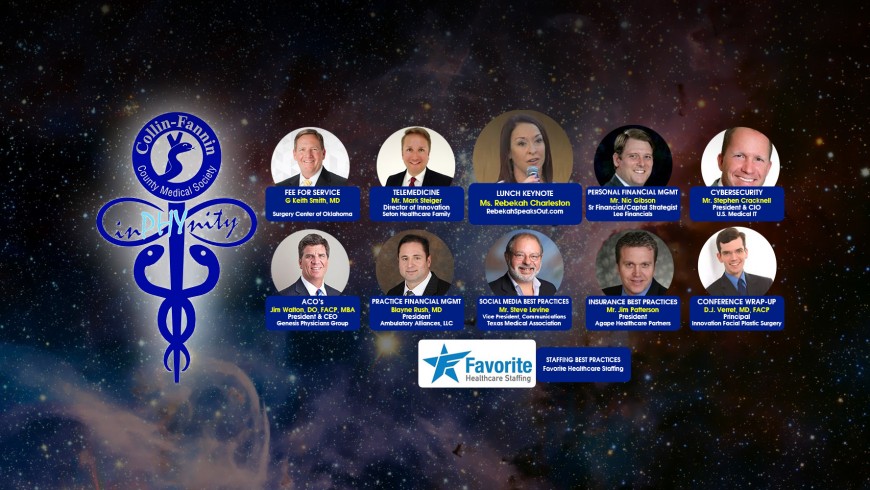 Collin-Fannin
County Medical Society
inDHYnity
FEE FOR SERVICE
G Keith Smith, MD
Surgery Center of Oklahoma
TELEMEDICINE
Mr. Mark Steiger
Director of Innovation
Seton Healthcare Family
LUNCH KEYNOTE
Ms. Rebekah Charleston
RebekahSpeaksOut.com
PERSONAL FINANCIAL MGMT
Mr. Nic Gibson
Sr Financial/Captal Strategist
Lee Financials
CYBERSECURITY
Mr. Stephen Cracknell
President & CIO
U.S. Medical IT
ACO's
Jim Walton, DO, FACP, MBA
President & CEO
Genesis Physicians Group
PRACTICE FINANCIAL MGMT
Blayne Rush, MD
President
Ambulatory Alliances, LLC
SOCIAL MEDIA BEST PRACTICES
Mr. Steve Levine
Vice President, Communications
Texas Medical Association
INSURANCE BEST PRACTICES
Mr. Jim Patterson
President
Agape Healthcare Partners
CONFERENCE WRAP-UP
D.J. Verret, MD, FACP
Principal
Innovation Facial Plastic Surgery
Favorite
Healthcare Staffing
STAFFING BEST PRACTICES
Favorite Healthcare Staffing